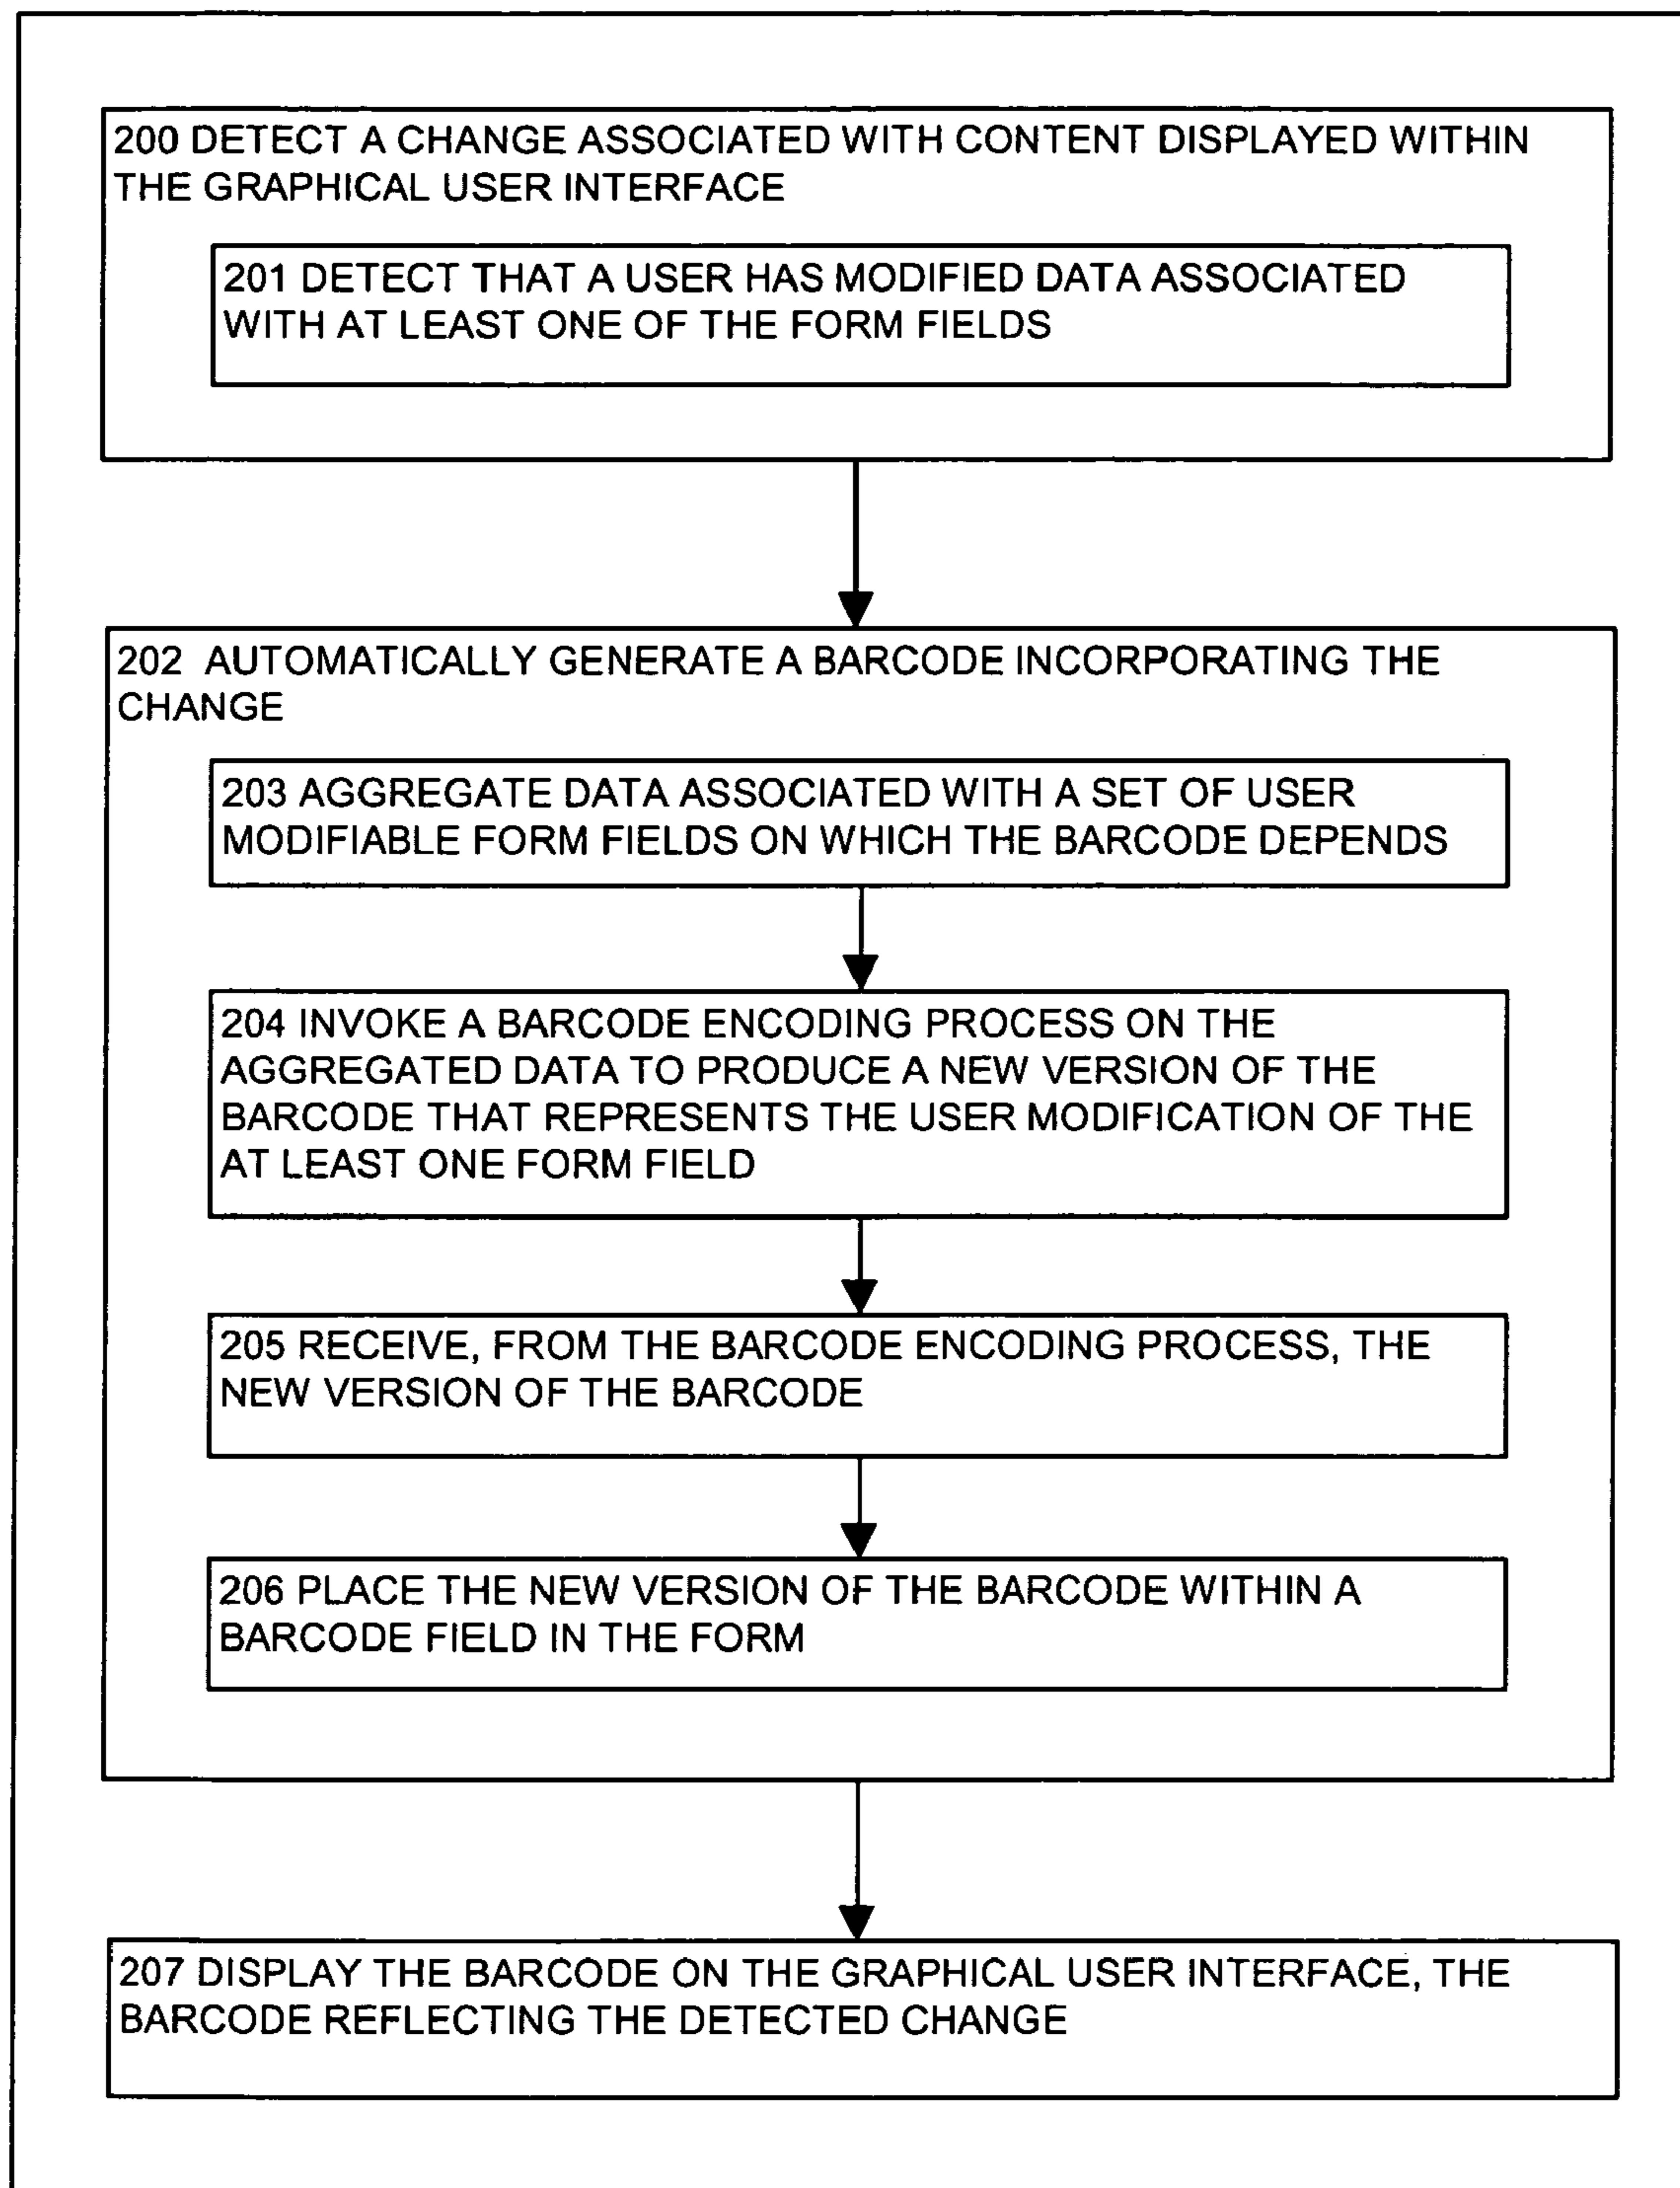 200 DETECT A CHANGE ASSOCIATED WITH CONTENT DISPLAYED WITHIN
THE GRAPHICAL USER INTERFACE
201 DETECT THAT A USER HAS MODIFIED DATA ASSOCIATED
WITH AT LEAST ONE OF THE FORM FIELDS
202 AUTOMATICALLY GENERATE A BARCODE INCORPORATING THE
CHANGE
203 AGGREGATE DATA ASSOCIATED WITH A SET OF USER
MODIFIABLE FORM FIELDS ON WHICH THE BARCODE DEPENDS
204 INVOKE A BARCODE ENCODING PROCESS ON THE
AGGREGATED DATA TO PRODUCE A NEW VERSION OF THE
BARCODE THAT REPRESENTS THE USER MODIFICATION OF THE
AT LEAST ONE FORM FIELD
205 RECEIVE, FROM THE BARCODE ENCODING PROCESS, THE
NEW VERSION OF THE BARCODE
206 PLACE THE NEW VERSION OF THE BARCODE WITHIN A
BARCODE FIELD IN THE FORM
207 DISPLAY THE BARCODE ON THE GRAPHICAL USER INTERFACE, THE
BARCODE REFLECTING THE DETECTED CHANGE